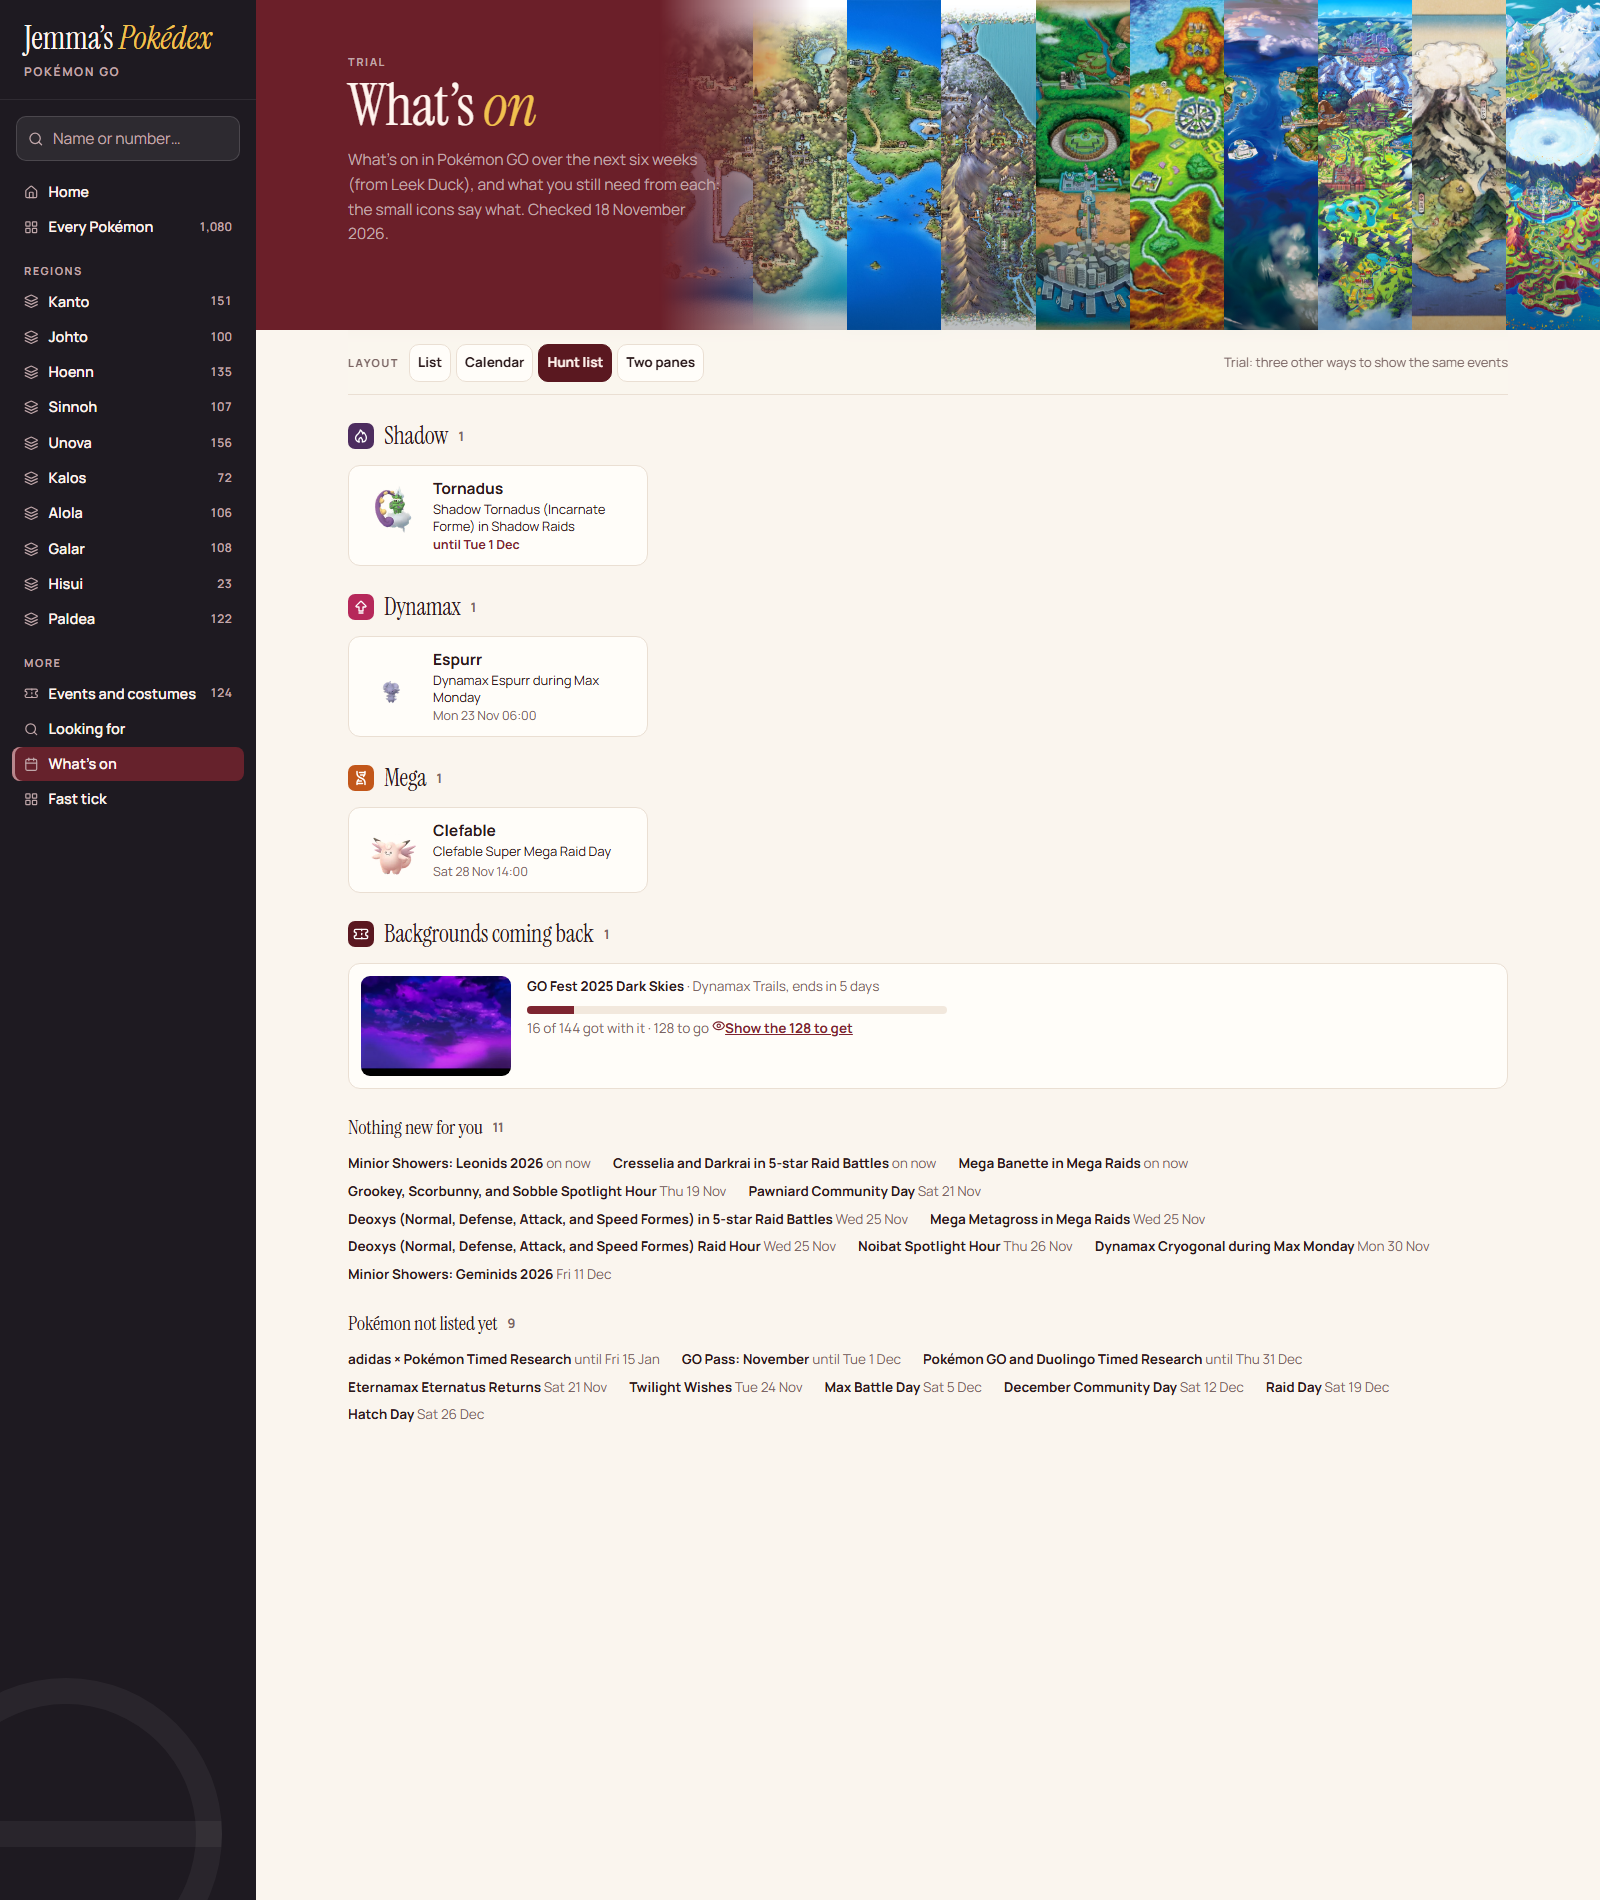 Jemma's Pokédex
POKÉMON GO
Name or number...
Home
Every Pokémon 1,080
REGIONS
Kanto 151
Johto 100
Hoenn 135
Sinnoh 107
Unova 156
Kalos 72
Alola 106
Galar 108
Hisui 23
Paldea 122
MORE
Events and costumes 124
Looking for
What's on
Fast tick
TRIAL
What's on
What's on in Pokémon GO over the next six weeks
(from Leek Duck), and what you still need from each:
the small icons say what. Checked 18 November
2026.
LAYOUT List Calendar Hunt list Two panes Trial: three other ways to show the same events
Shadow 1
Tornadus
Shadow Tornadus (Incarnate
Forme) in Shadow Raids
until Tue 1 Dec
Dynamax 1
Espurr
Dynamax Espurr during Max
Monday
Mon 23 Nov 06:00
Mega 1
Clefable
Clefable Super Mega Raid Day
Sat 28 Nov 14:00
Backgrounds coming back 1
GO Fest 2025 Dark Skies · Dynamax Trails, ends in 5 days
16 of 144 got with it · 128 to go Show the 128 to get
Nothing new for you 11
Minior Showers: Leonids 2026 on now Cresselia and Darkrai in 5-star Raid Battles on now Mega Banette in Mega Raids on now
Grookey, Scorbunny, and Sobble Spotlight Hour Thu 19 Nov Pawniard Community Day Sat 21 Nov
Deoxys (Normal, Defense, Attack, and Speed Formes) in 5-star Raid Battles Wed 25 Nov Mega Metagross in Mega Raids Wed 25 Nov
Deoxys (Normal, Defense, Attack, and Speed Formes) Raid Hour Wed 25 Nov Noibat Spotlight Hour Thu 26 Nov Dynamax Cryogonal during Max Monday Mon 30 Nov
Minior Showers: Geminids 2026 Fri 11 Dec
Pokémon not listed yet 9
adidas × Pokémon Timed Research until Fri 15 Jan GO Pass: November until Tue 1 Dec Pokémon GO and Duolingo Timed Research until Thu 31 Dec
Eternamax Eternatus Returns Sat 21 Nov Twilight Wishes Tue 24 Nov Max Battle Day Sat 5 Dec December Community Day Sat 12 Dec Raid Day Sat 19 Dec
Hatch Day Sat 26 Dec